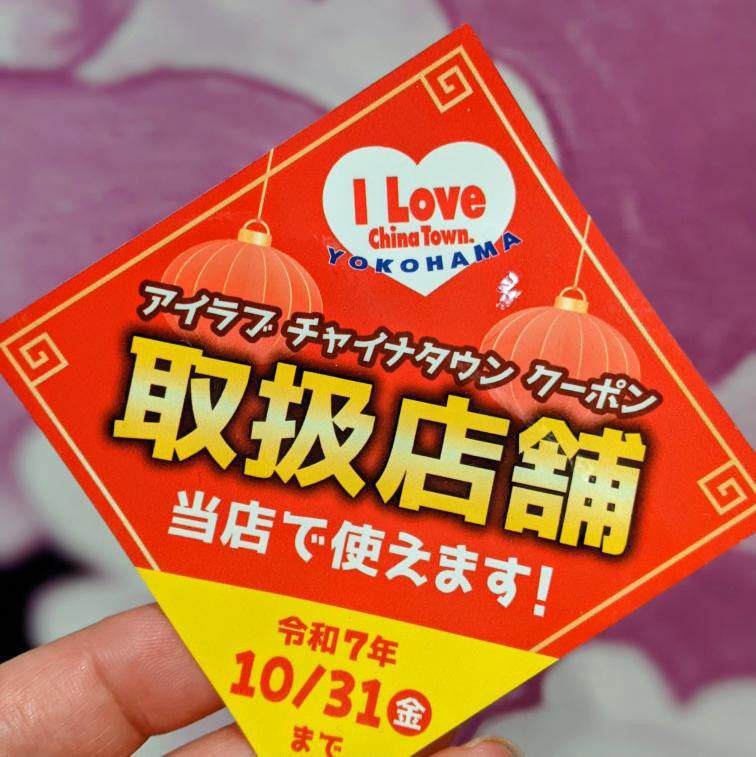 I Love
China Town.
YOKOHAMA
アイラブ チャイナタウン クーポン
取扱店舗
当店で使えます!
令和7年
10/31金
まで